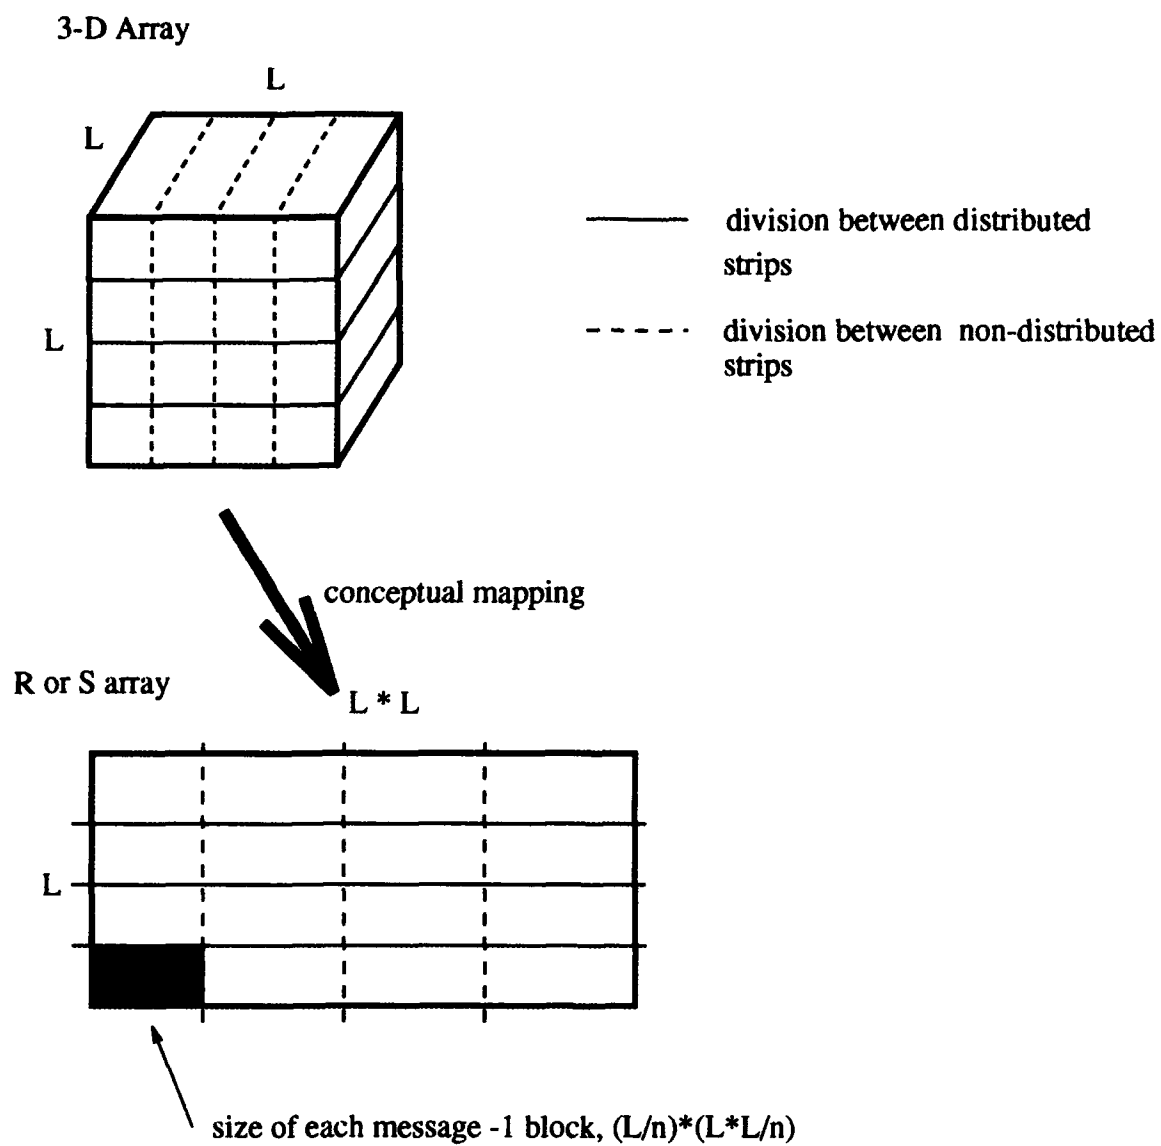 3-D Array
L
L
L
division between distributed
strips
division between non-distributed
strips
conceptual mapping
R or S array
L * L
L
size of each message -1 block, (L/n)*(L*L/n)